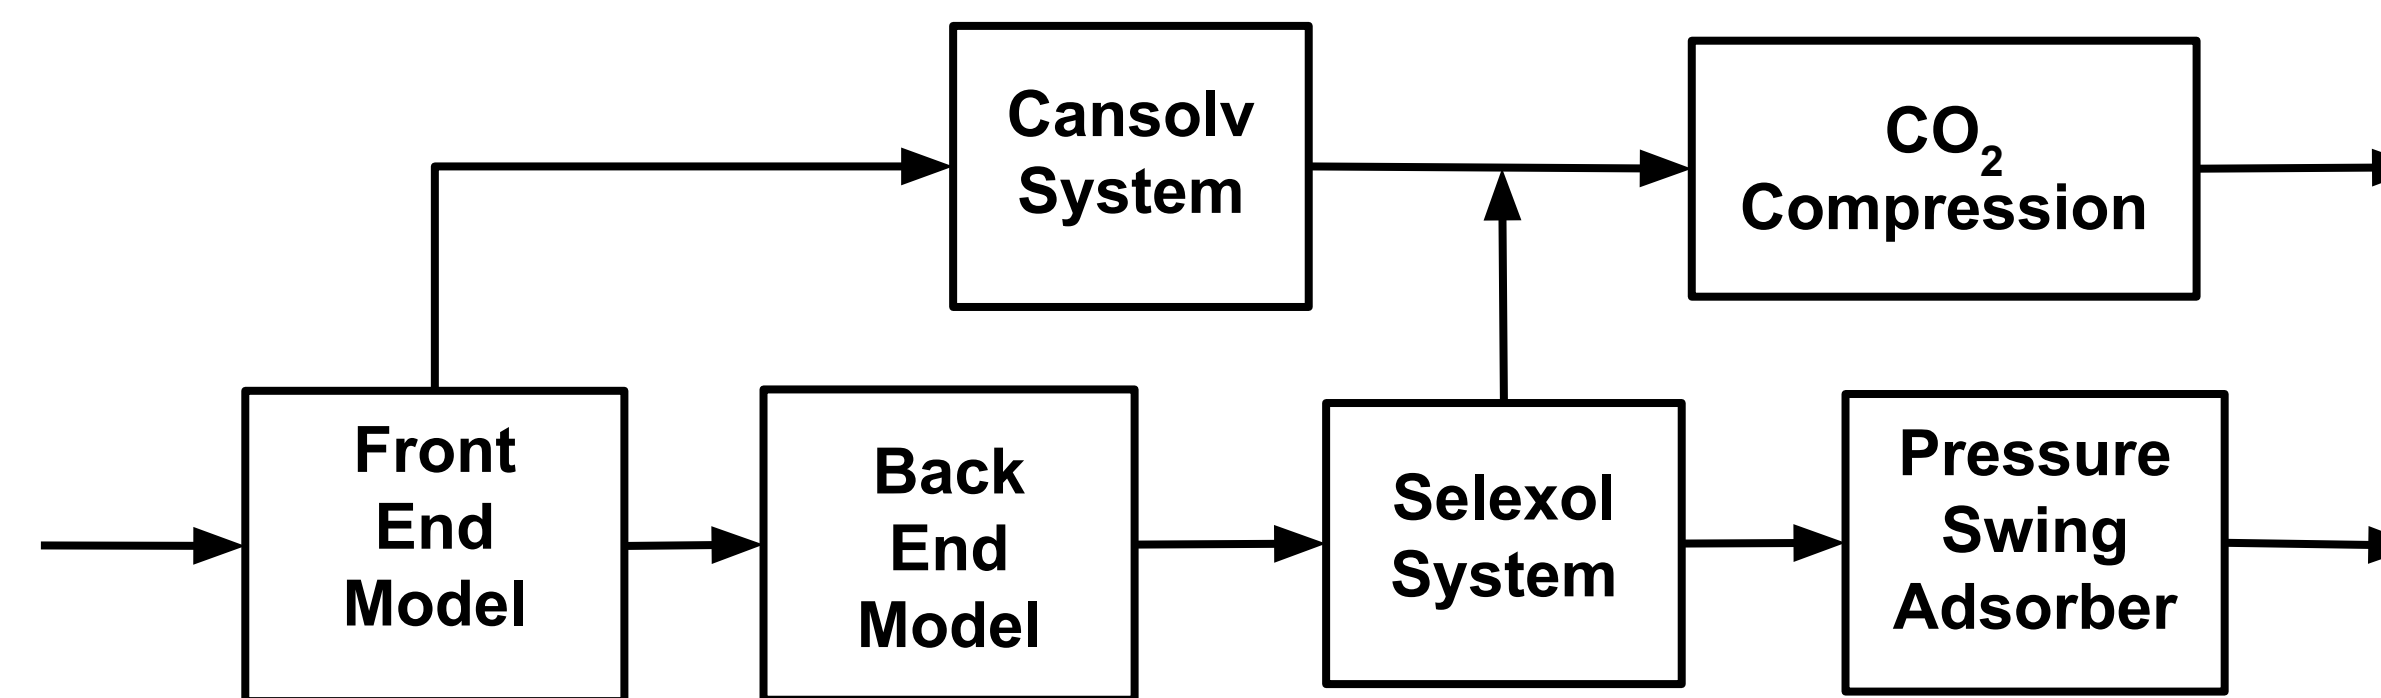 Cansolv
System
CO₂
Compression
Front
End
Model
Back
End
Model
Selexol
System
Pressure
Swing
Adsorber